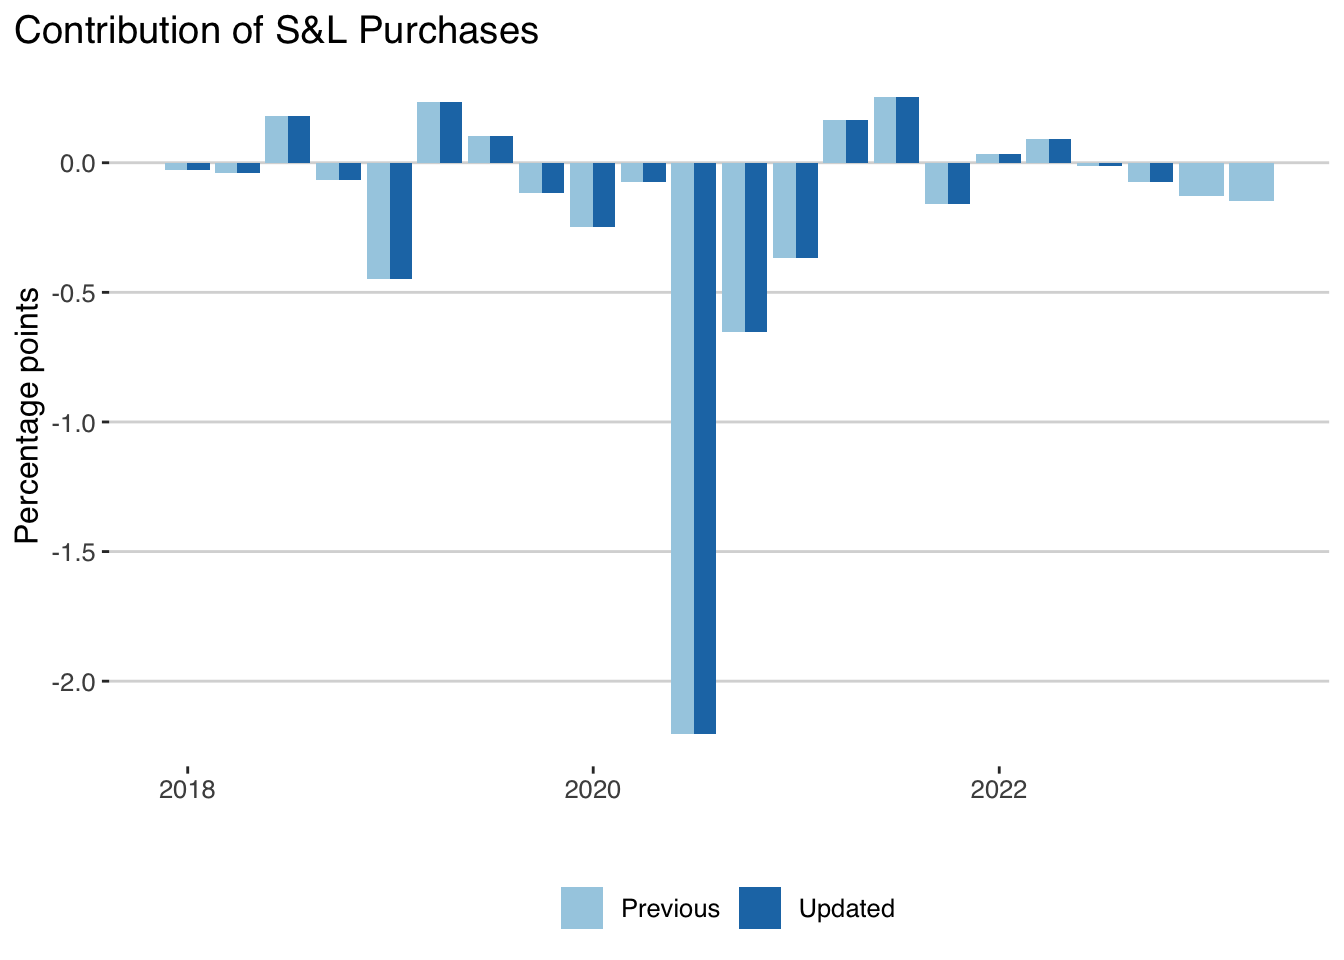 Contribution of S&L Purchases
Percentage points
0.0
-0.5
-1.0
-1.5
-2.0
2018 2020 2022
Previous Updated